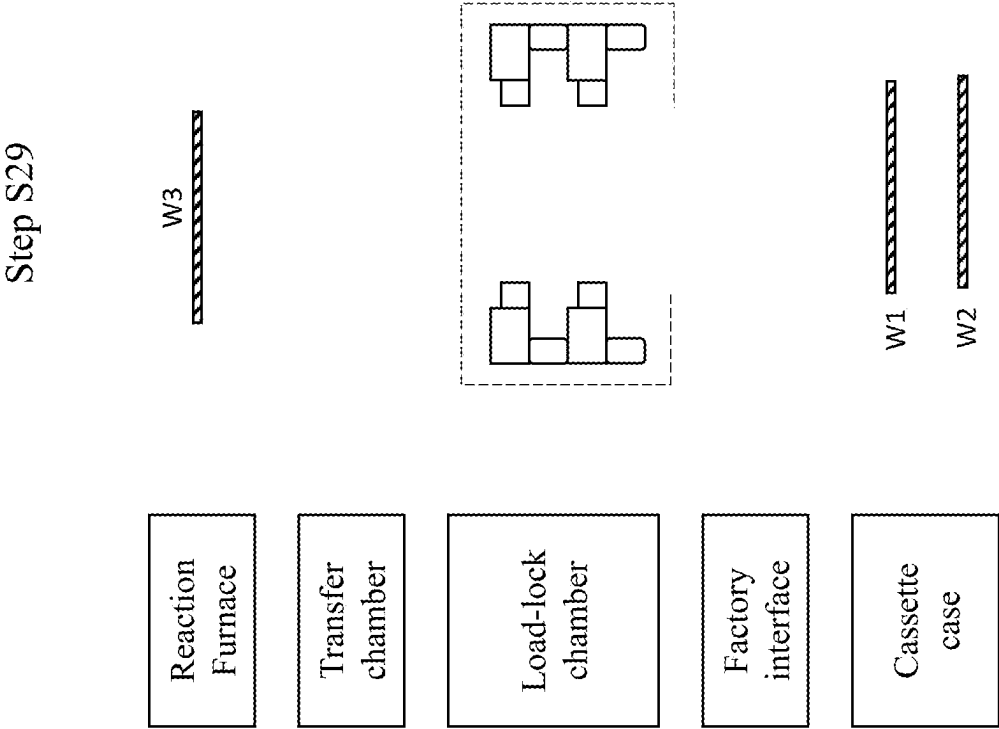 Step S29
Reaction
Furnace
Transfer
chamber
Load-lock
chamber
Factory
interface
Cassette
case
W3
W1
W2